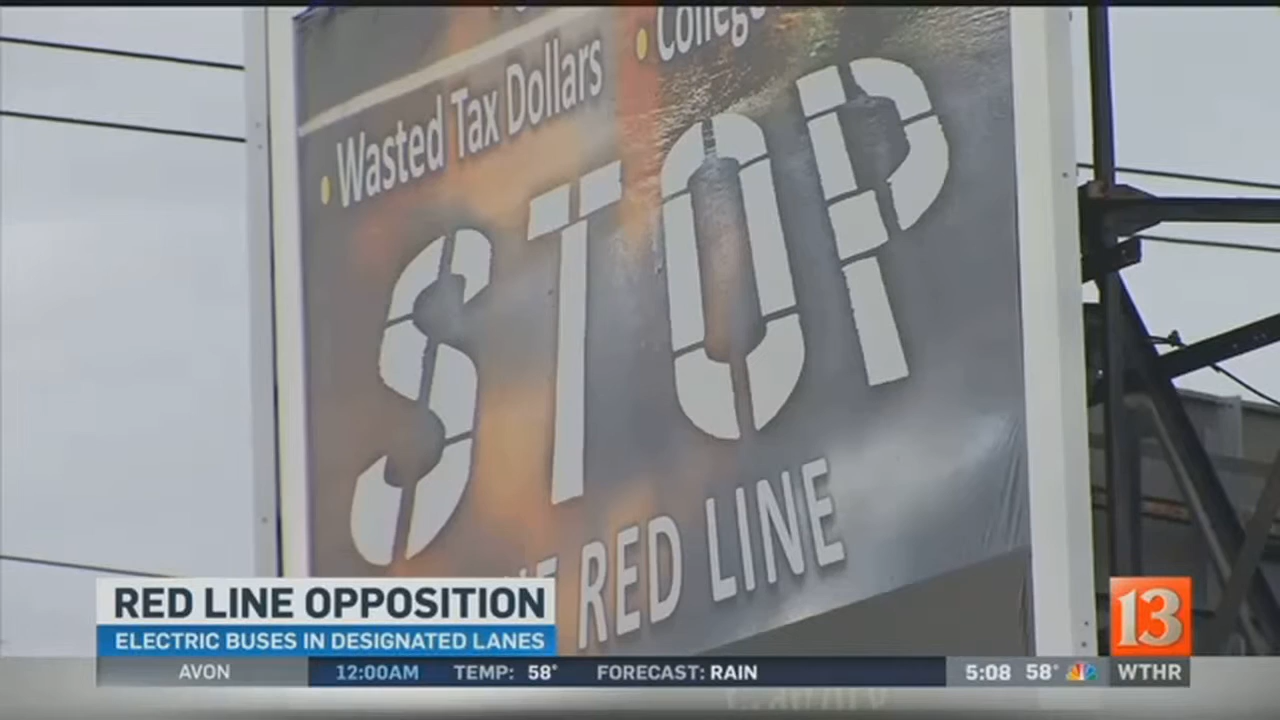 • Wasted Tax Dollars
STOP
RED LINE
RED LINE OPPOSITION
ELECTRIC BUSES IN DESIGNATED LANES
AVON 12:00AM TEMP: 58° FORECAST: RAIN 5:08 58° WTHR
13